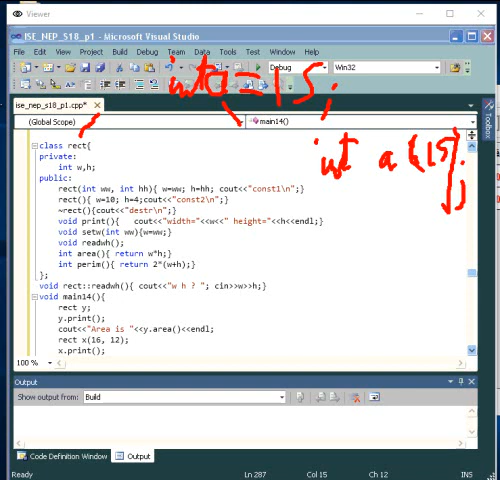 Viewer
ISE_NEP_S18_p1 - Microsoft Visual Studio
File Edit View Project Build Debug Team Data Tools Test Window Help
Debug Win32
int a = 15;
ise_nep_s18_p1.cpp* ×
(Global Scope) main14()
int a(15);
class rect{
private:
int w,h;
public:
rect(int ww, int hh){ w=ww; h=hh; cout<<"const1\n";}
rect(){ w=10; h=4;cout<<"const2\n";}
~rect(){cout<<"destr\n";}
void print(){ cout<<"width="<<w<<" height="<<h<<endl;}
void setw(int ww){w=ww;}
void readwh();
int area(){ return w*h;}
int perim(){ return 2*(w+h);}
};
void rect::readwh(){ cout<<"w h ? "; cin>>w>>h;}
void main14(){
rect y;
y.print();
cout<<"Area is "<<y.area()<<endl;
rect x(16, 12);
x.print();
100 %
Toolbox
Output
Show output from: Build
Code Definition Window Output
Ready Ln 287 Col 15 Ch 12 INS